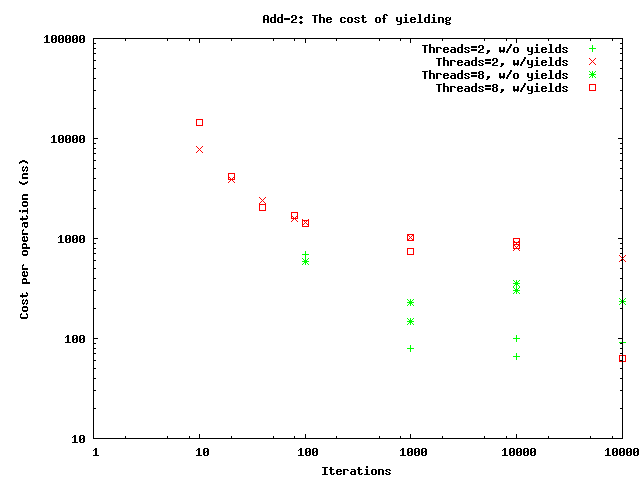 Add-2: The cost of yielding
100000
10000
1000
100
10
Cost per operation (ns)
Threads=2, w/o yields
Threads=2, w/yields
Threads=8, w/o yields
Threads=8, w/yields
1 10 100 1000 10000 10000
Iterations